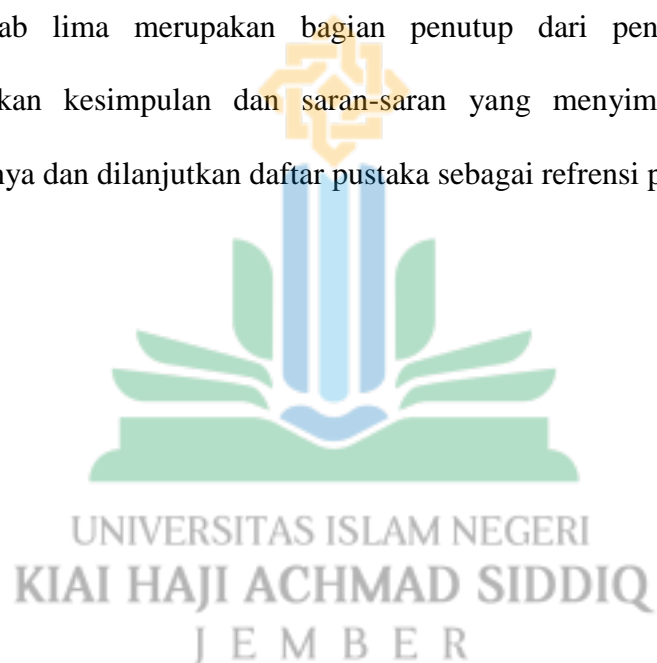 ab lima merupakan bagian penutup dari pen
kan kesimpulan dan saran-saran yang menyim
nya dan dilanjutkan daftar pustaka sebagai refrensi p
UNIVERSITAS ISLAM NEGERI
KIAI HAJI ACHMAD SIDDIQ
J E M B E R